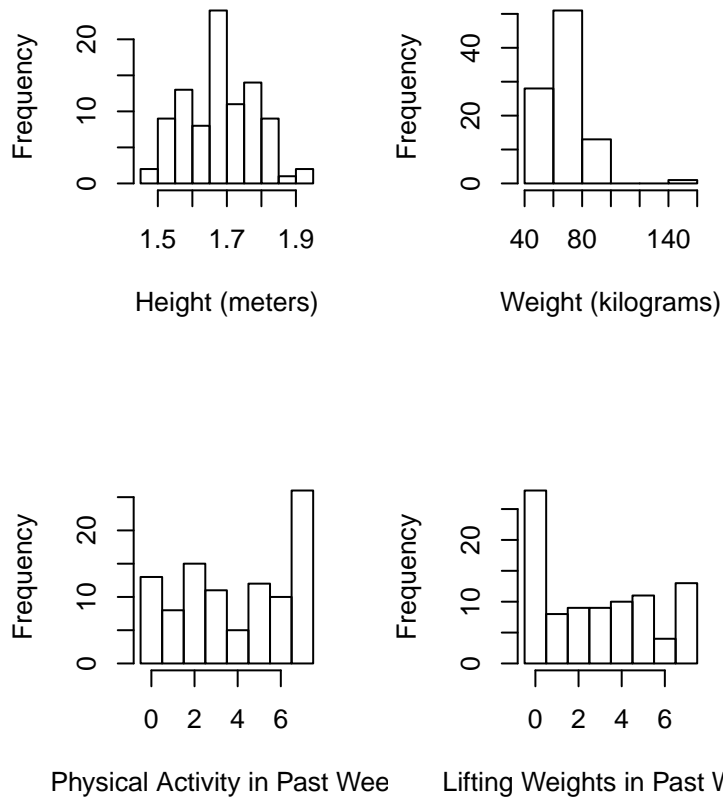 Frequency
0 10 20
1.5 1.7 1.9
Height (meters)
Frequency
0 20 40
40 80 140
Weight (kilograms)
Frequency
0 10 20
0 2 4 6
Physical Activity in Past Wee
Frequency
0 10 20
0 2 4 6
Lifting Weights in Past W